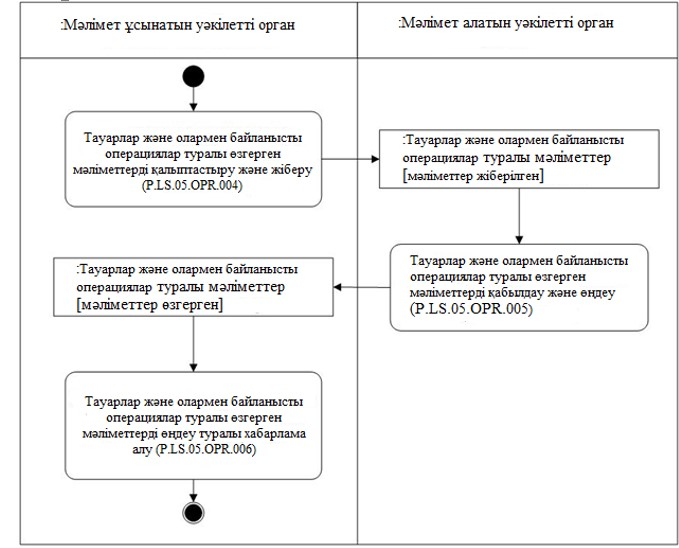 :Мәлімет ұсынатын уәкілетті орган
:Мәлімет алатын уәкілетті орган
Тауарлар және олармен байланысты
операциялар туралы өзгерген
мәліметтерді қалыптастыру және жіберу
(P.LS.05.OPR.004)
:Тауарлар және олармен байланысты
операциялар туралы мәліметтер
[мәліметтер жіберілген]
Тауарлар және олармен байланысты
операциялар туралы өзгерген
мәліметтерді қабылдау және өңдеу
(P.LS.05.OPR.005)
:Тауарлар және олармен байланысты
операциялар туралы мәліметтер
[мәліметтер өзгерген]
Тауарлар және олармен байланысты
операциялар туралы өзгерген
мәліметтерді өңдеу туралы хабарлама
алу (P.LS.05.OPR.006)